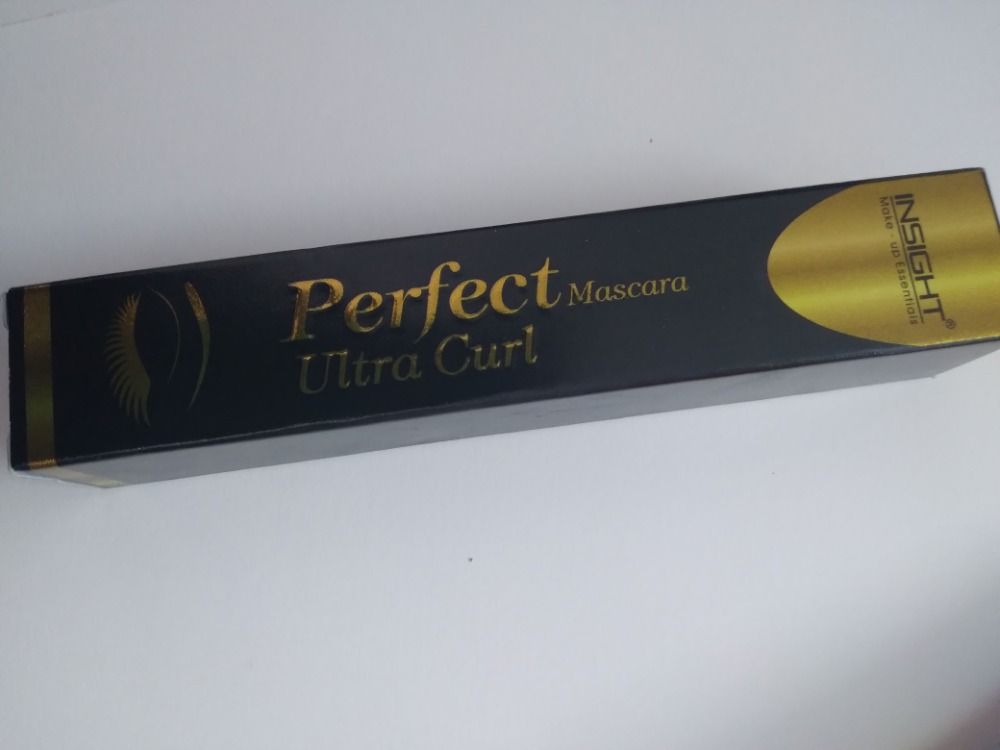 Perfect Mascara
Ultra Curl
INSIGHT®
Make - up Essentials